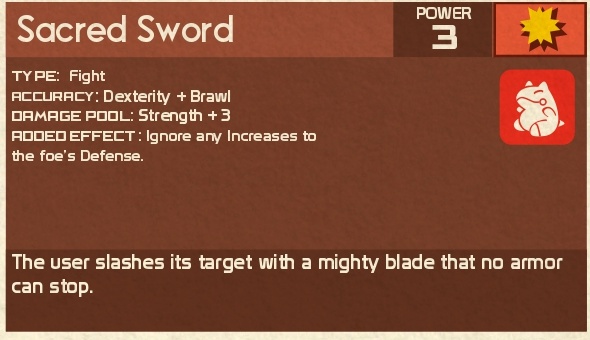 Sacred Sword
POWER
3
TYPE: Fight
ACCURACY: Dexterity + Brawl
DAMAGE POOL: Strength + 3
ADDED EFFECT: Ignore any Increases to
the foe's Defense.
The user slashes its target with a mighty blade that no armor
can stop.